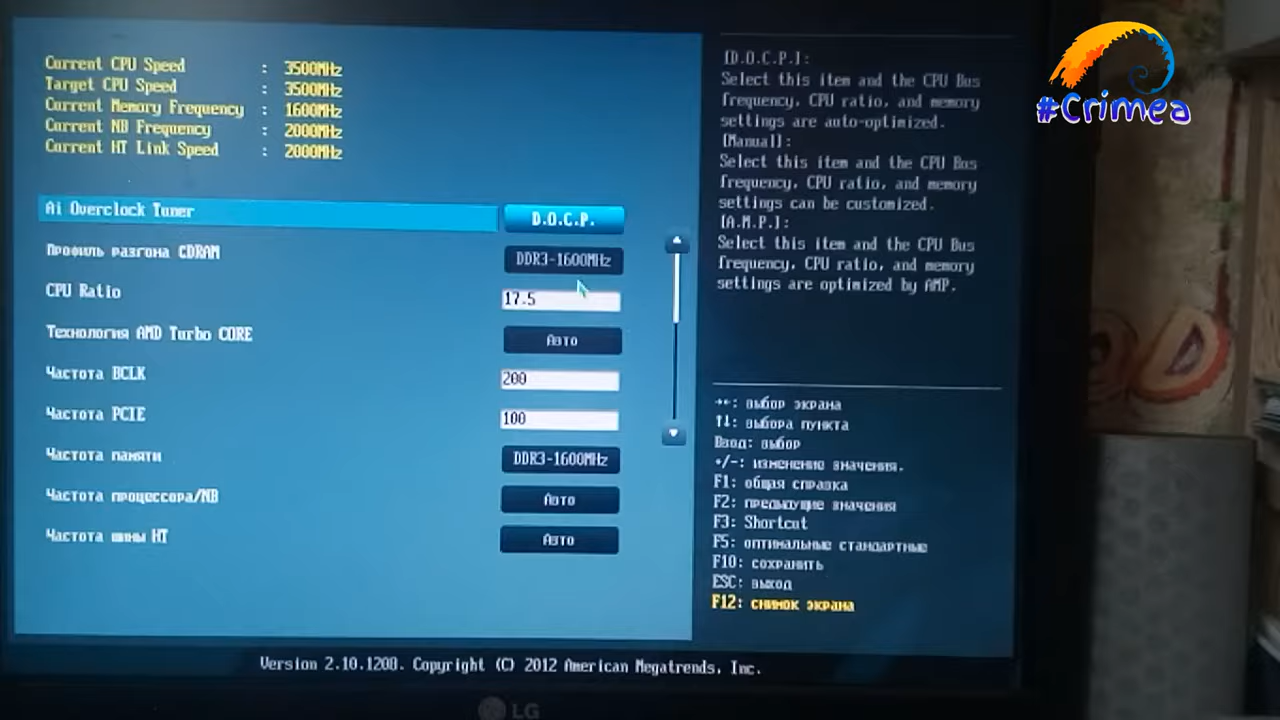 Current CPU Speed : 3500MHz
Target CPU Speed : 3500MHz
Current Memory Frequency : 1600MHz
Current NB Frequency : 2000MHz
Current HT Link Speed : 2000MHz
Ai Overclock Tuner D.O.C.P.
Профиль разгона CDRAM DDR3-1600MHz
CPU Ratio 17.5
Технология AMD Turbo CORE Авто
Частота BCLK 200
Частота PCIE 100
Частота памяти DDR3-1600MHz
Частота процессора/NB Авто
Частота шины HT Авто
[D.O.C.P.]:
Select this item and the CPU Bus
frequency, CPU ratio, and memory
settings are auto-optimized.
[Manual]:
Select this item and the CPU Bus
frequency, CPU ratio, and memory
settings can be customized.
[A.M.P.]:
Select this item and the CPU Bus
frequency, CPU ratio, and memory
settings are optimized by AMP.
→←: выбор экрана
↑↓: выбора пункта
Ввод: выбор
+/-: изменение значения.
F1: общая справка
F2: предыдущие значения
F3: Shortcut
F5: оптимальные стандартные
F10: сохранить
ESC: выход
F12: снимок экрана
Version 2.10.1208. Copyright (C) 2012 American Megatrends, Inc.
LG
#Crimea